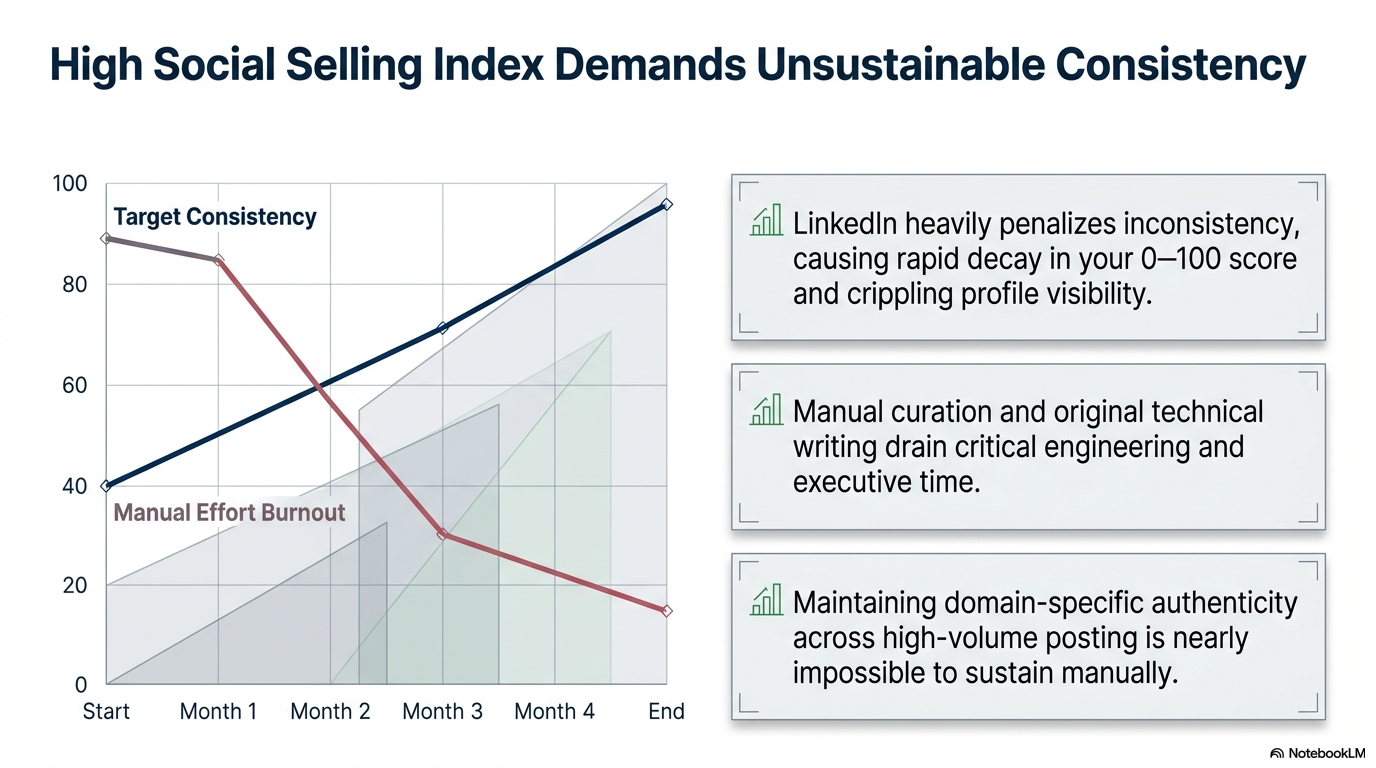 High Social Selling Index Demands Unsustainable Consistency
100
80
60
40
20
0
Target Consistency
Manual Effort Burnout
Start Month 1 Month 2 Month 3 Month 4 End
LinkedIn heavily penalizes inconsistency,
causing rapid decay in your 0–100 score
and crippling profile visibility.
Manual curation and original technical
writing drain critical engineering and
executive time.
Maintaining domain-specific authenticity
across high-volume posting is nearly
impossible to sustain manually.
NotebookLM